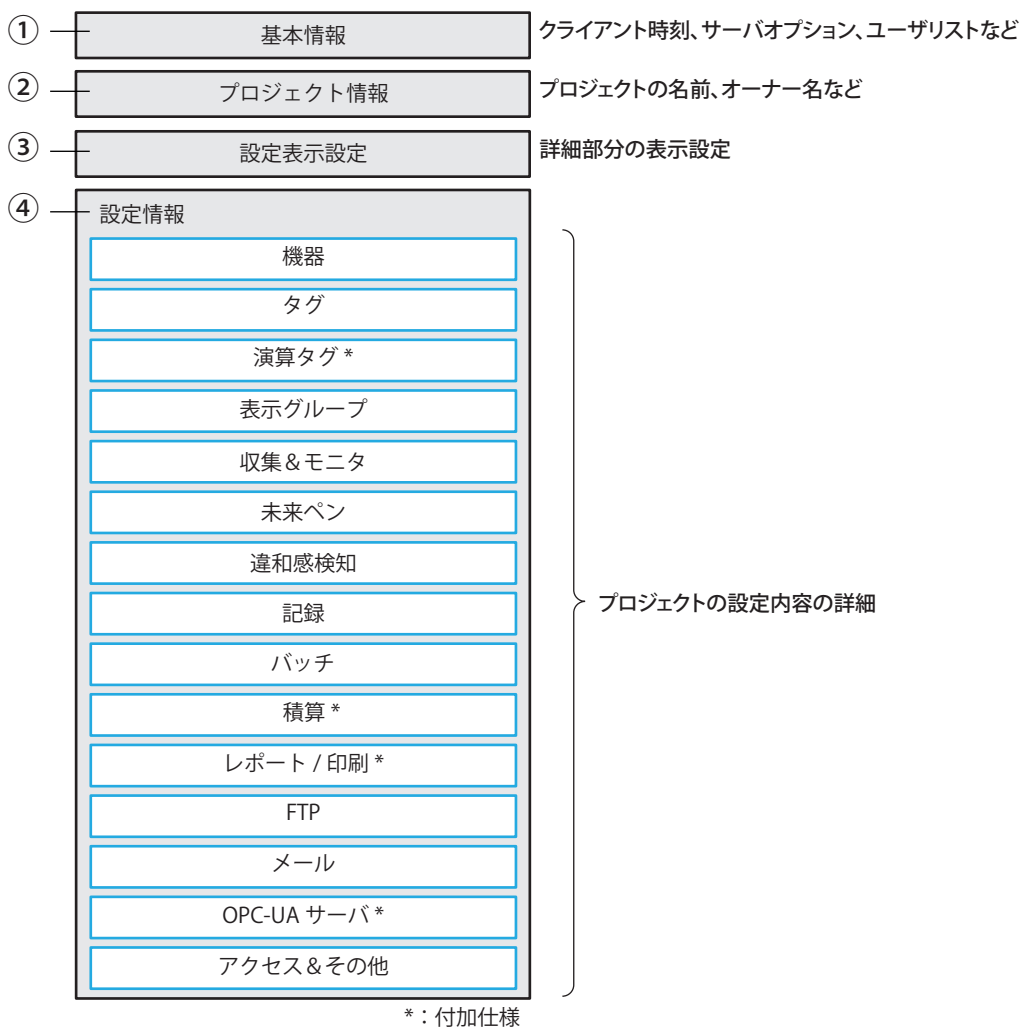 ① 基本情報 クライアント時刻、サーバオプション、ユーザリストなど
② プロジェクト情報 プロジェクトの名前、オーナー名など
③ 設定表示設定 詳細部分の表示設定
④ 設定情報
機器
タグ
演算タグ *
表示グループ
収集&モニタ
未来ペン
違和感検知
記録
バッチ
積算 *
レポート / 印刷 *
FTP
メール
OPC-UA サーバ *
アクセス&その他
プロジェクトの設定内容の詳細
*：付加仕様